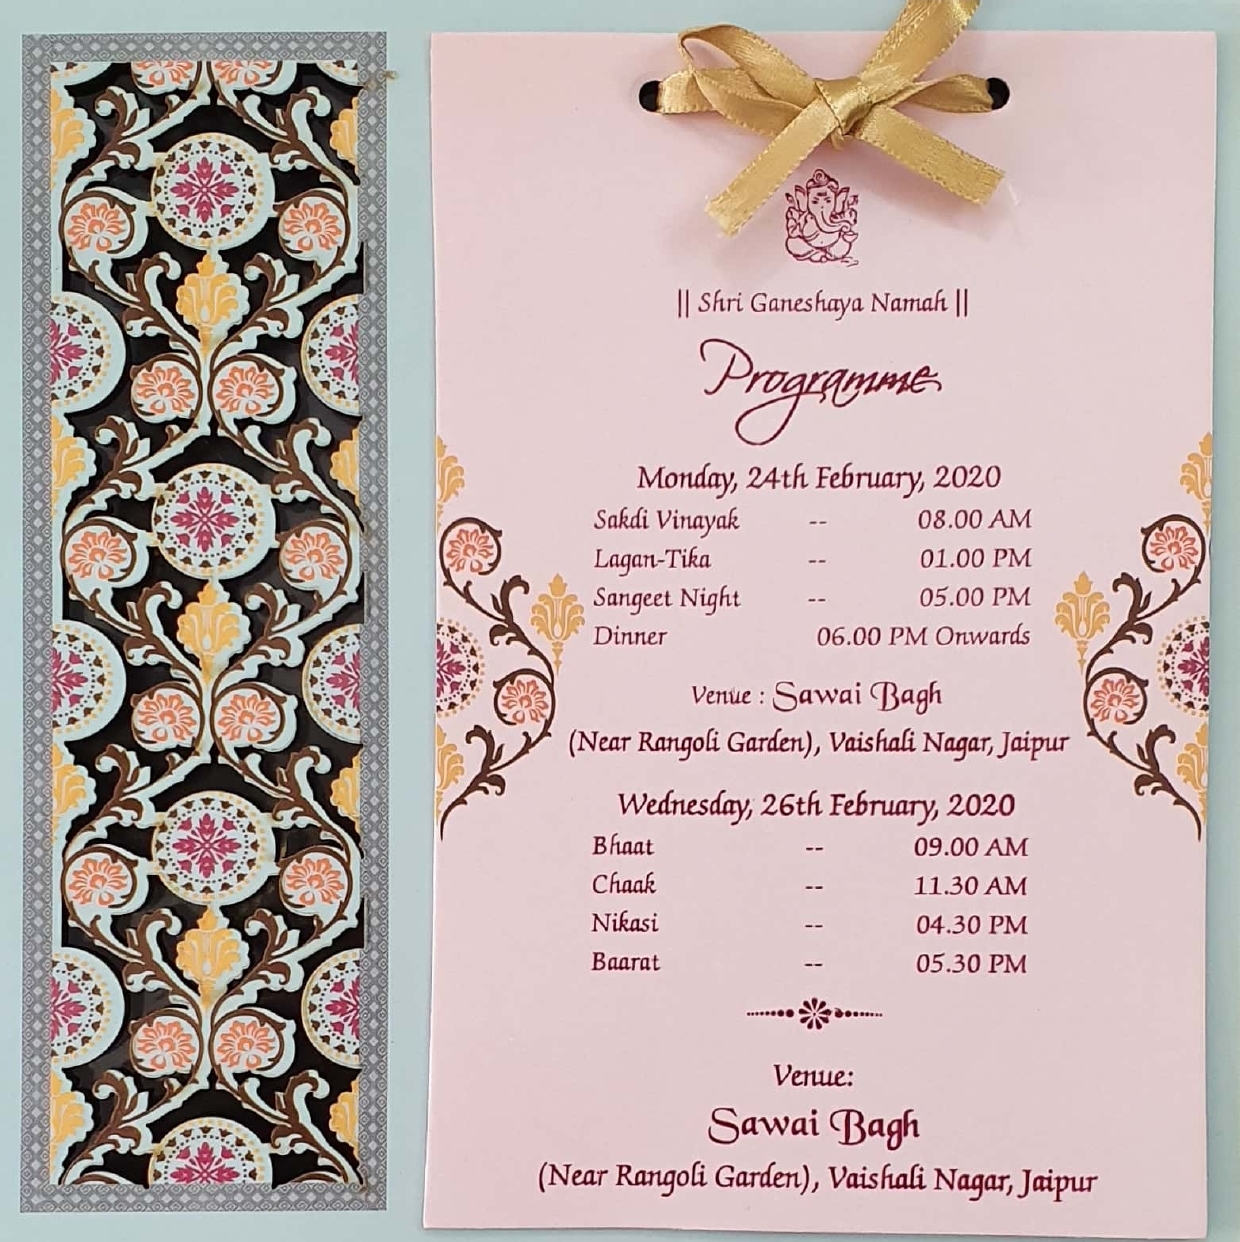 || Shri Ganeshaya Namah ||
Programme
Monday, 24th February, 2020
Sakdi Vinayak -- 08.00 AM
Lagan-Tika -- 01.00 PM
Sangeet Night -- 05.00 PM
Dinner 06.00 PM Onwards
Venue : Sawai Bagh
(Near Rangoli Garden), Vaishali Nagar, Jaipur
Wednesday, 26th February, 2020
Bhaat -- 09.00 AM
Chaak -- 11.30 AM
Nikasi -- 04.30 PM
Baarat -- 05.30 PM
Venue:
Sawai Bagh
(Near Rangoli Garden), Vaishali Nagar, Jaipur